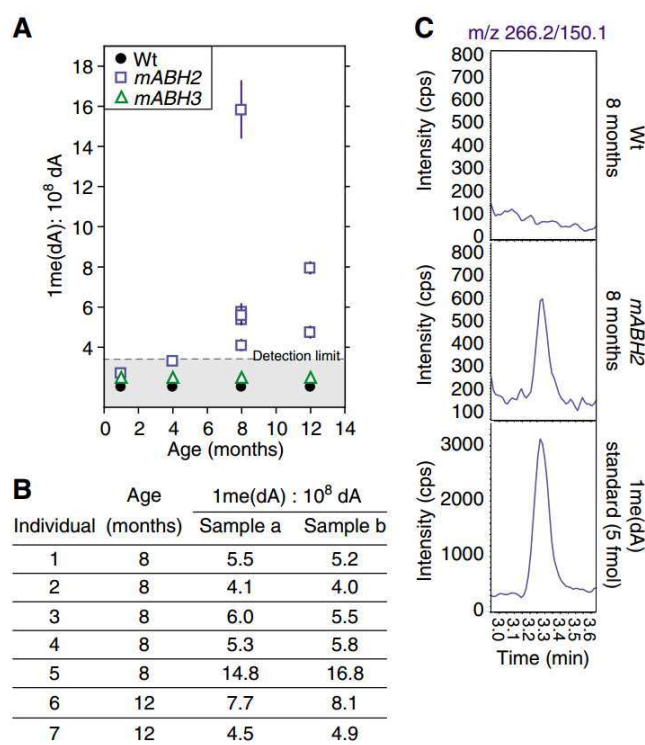 A
Wt
mABH2
mABH3
1me(dA): 10⁸ dA
18
16
14
12
10
8
6
4
Detection limit
0 2 4 6 8 10 12 14
Age (months)
B
Age 1me(dA) : 10⁸ dA
Individual (months) Sample a Sample b
1 8 5.5 5.2
2 8 4.1 4.0
3 8 6.0 5.5
4 8 5.3 5.8
5 8 14.8 16.8
6 12 7.7 8.1
7 12 4.5 4.9
C
m/z 266.2/150.1
Intensity (cps)
800
700
600
500
400
300
200
100
0
Wt
8 months
Intensity (cps)
800
700
600
500
400
300
200
100
mABH2
8 months
Intensity (cps)
3000
2000
1000
0
1me(dA)
standard (5 fmol)
3.0 3.1 3.2 3.3 3.4 3.5 3.6
Time (min)